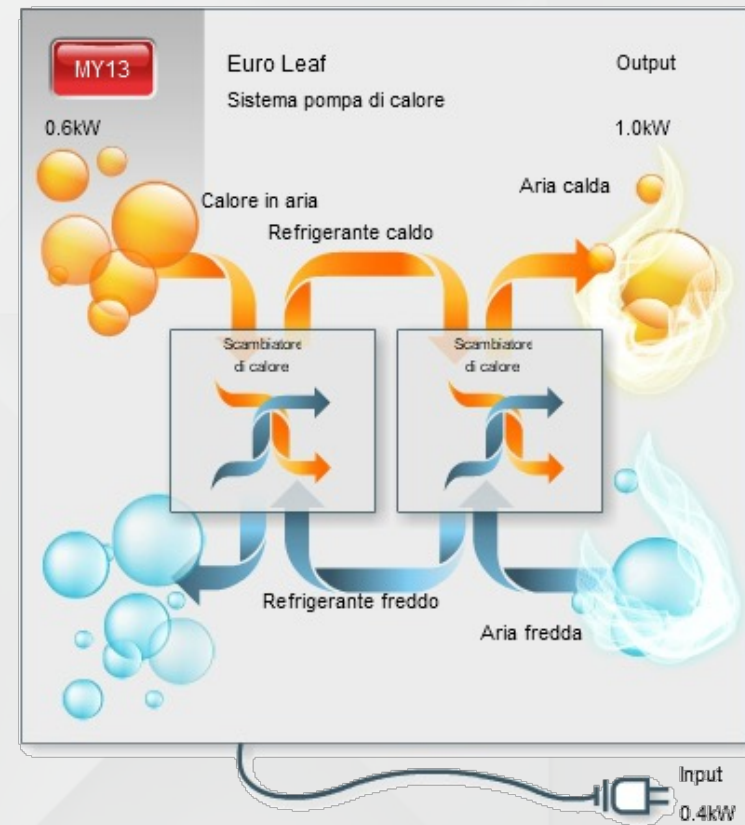 MY13
Euro Leaf
Output
Sistema pompa di calore
0.6kW
1.0kW
Aria calda
Calore in aria
Refrigerante caldo
Scambiatore
di calore
Scambiatore
di calore
Refrigerante freddo
Aria fredda
Input
0.4kW